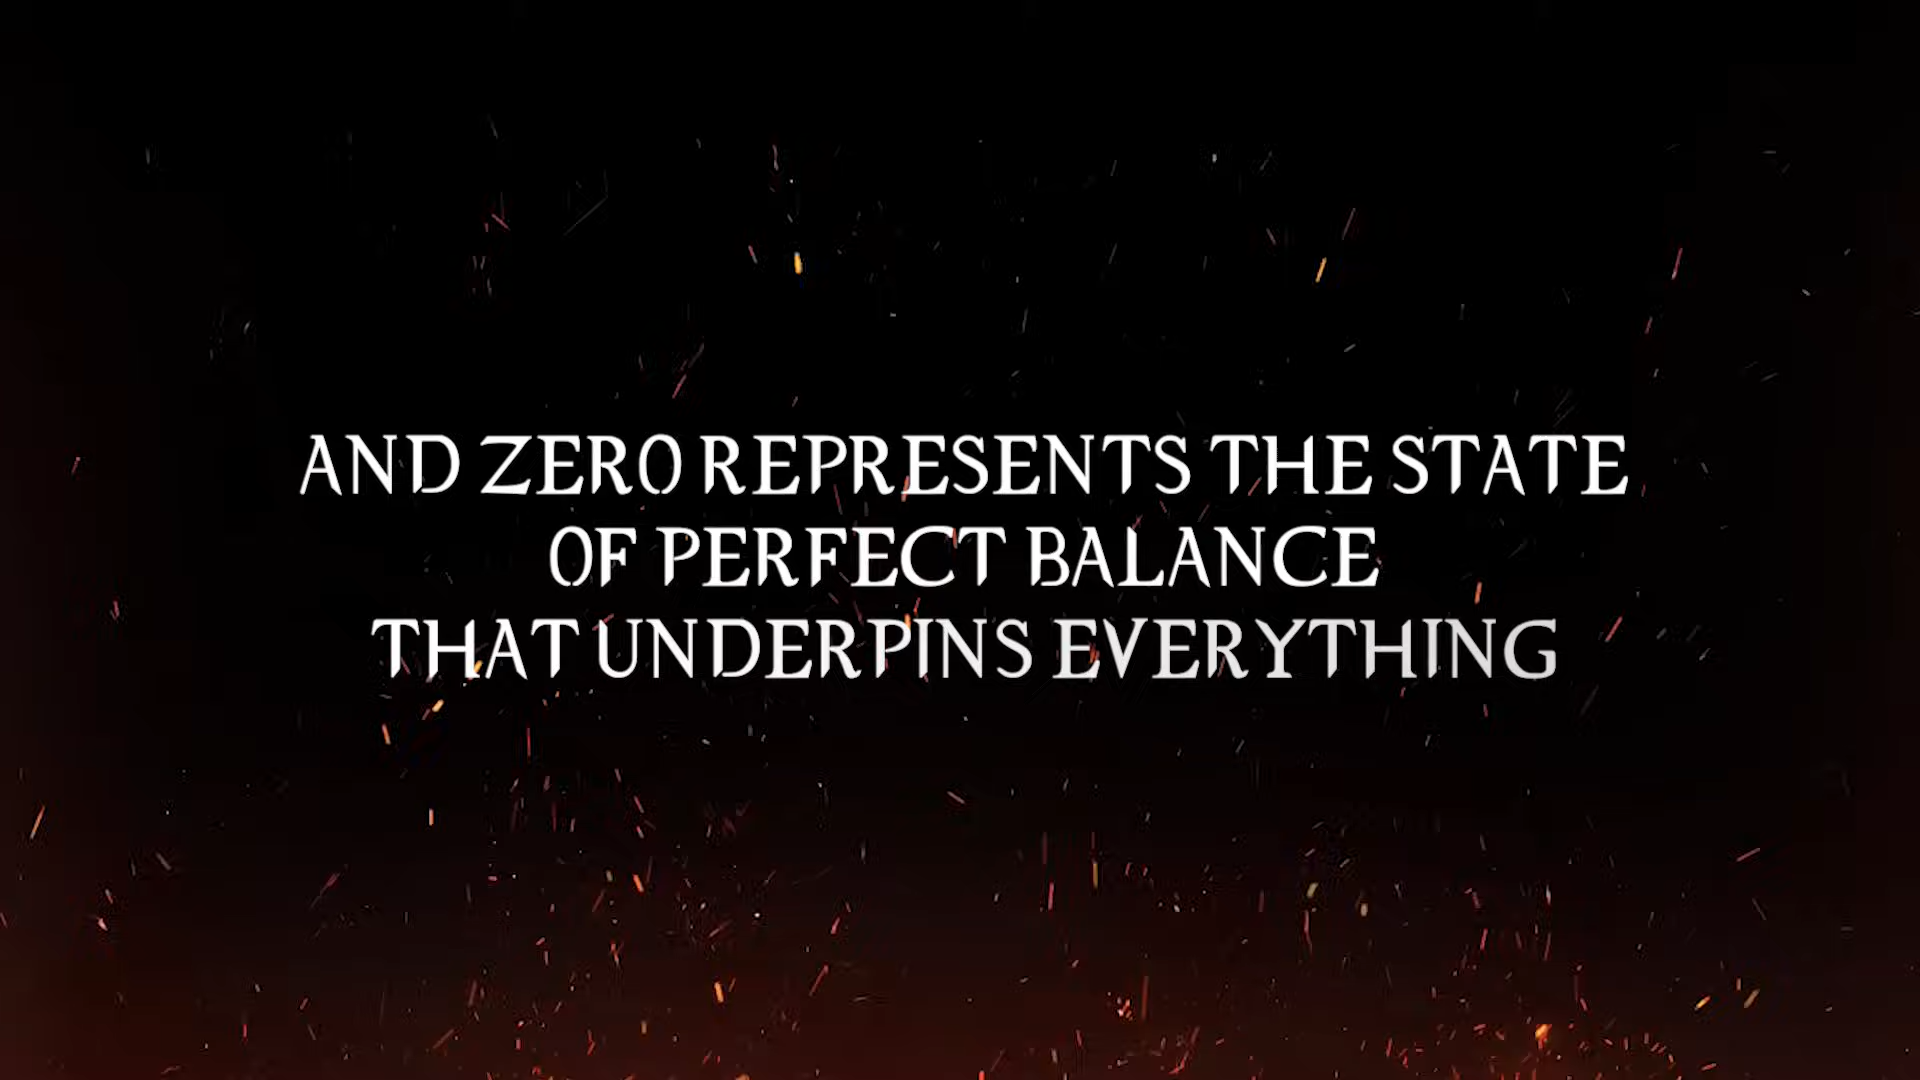 AND ZERO REPRESENTS THE STATE
OF PERFECT BALANCE
THAT UNDERPINS EVERYTHING